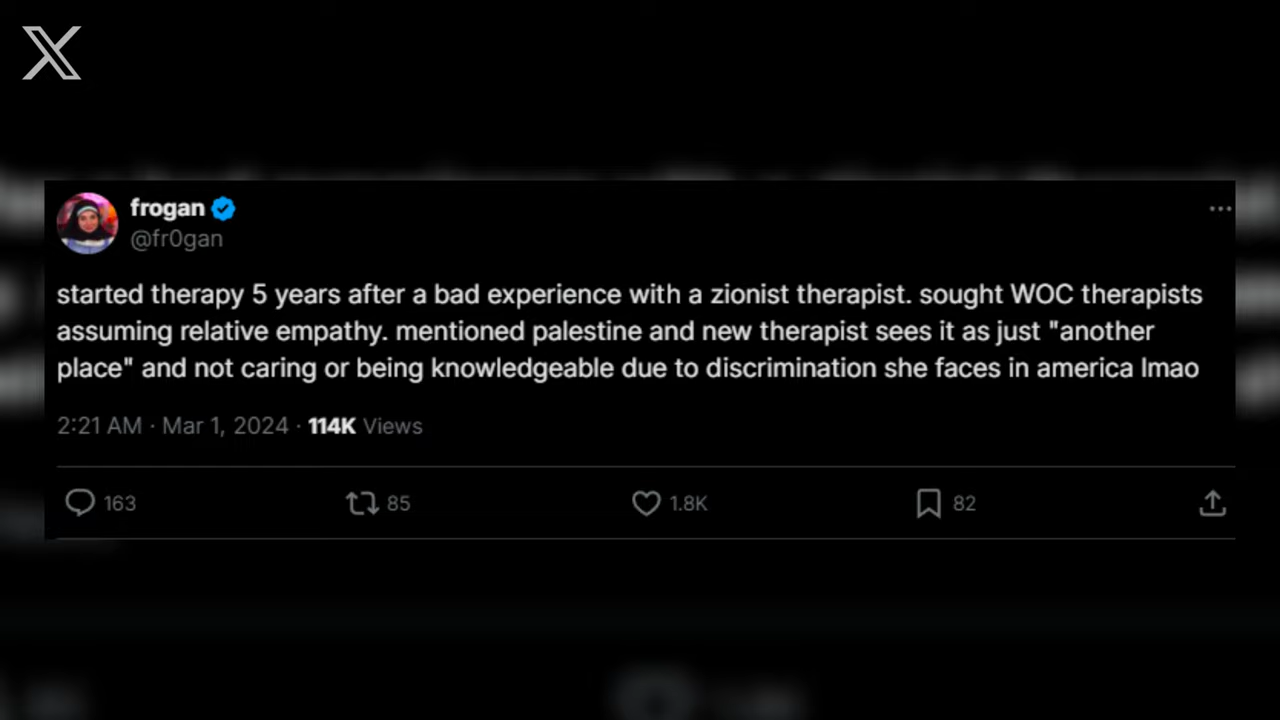 frogan
@fr0gan
started therapy 5 years after a bad experience with a zionist therapist. sought WOC therapists
assuming relative empathy. mentioned palestine and new therapist sees it as just "another
place" and not caring or being knowledgeable due to discrimination she faces in america lmao
2:21 AM · Mar 1, 2024 · 114K Views
163 85 1.8K 82